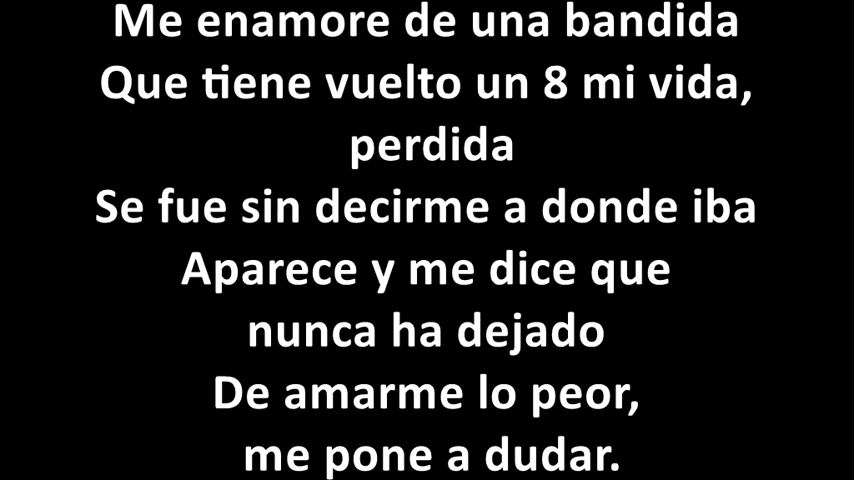 Me enamore de una bandida
Que tiene vuelto un 8 mi vida,
perdida
Se fue sin decirme a donde iba
Aparece y me dice que
nunca ha dejado
De amarme lo peor,
me pone a dudar.